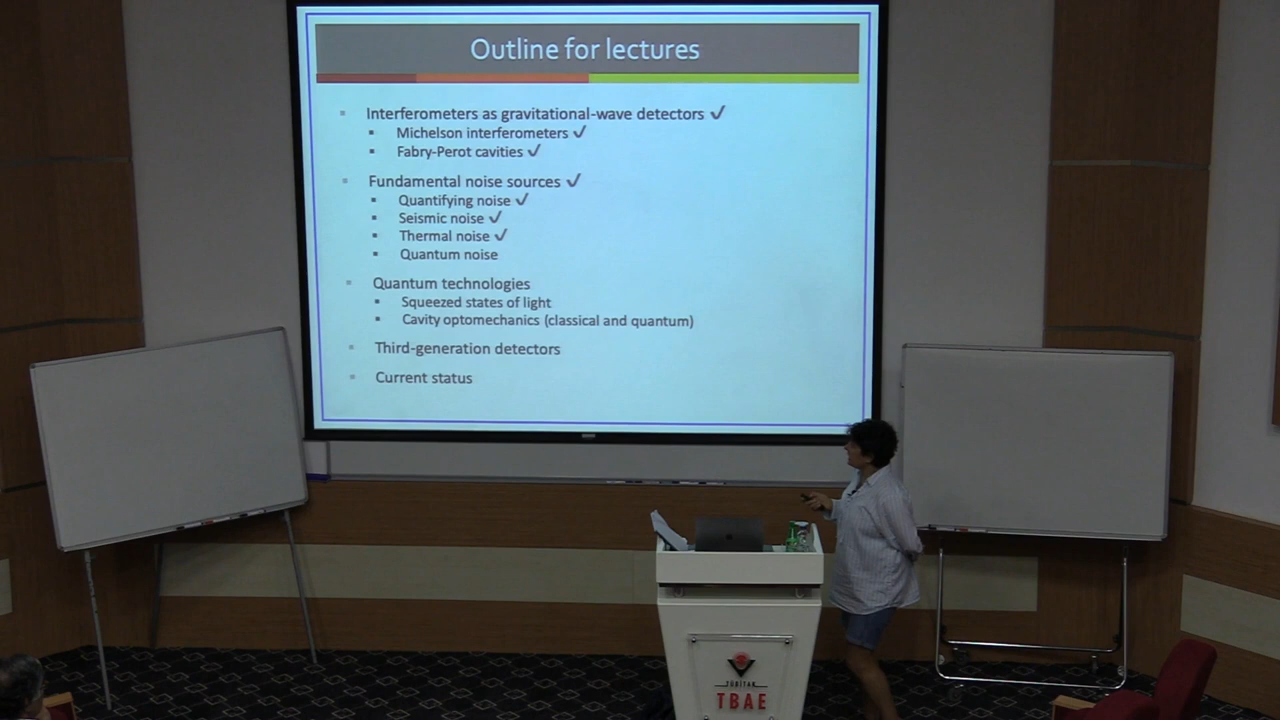 Outline for lectures
Interferometers as gravitational-wave detectors ✓
Michelson interferometers ✓
Fabry-Perot cavities ✓
Fundamental noise sources ✓
Quantifying noise ✓
Seismic noise ✓
Thermal noise ✓
Quantum noise
Quantum technologies
Squeezed states of light
Cavity optomechanics (classical and quantum)
Third-generation detectors
Current status
TÜBİTAK
TBAE